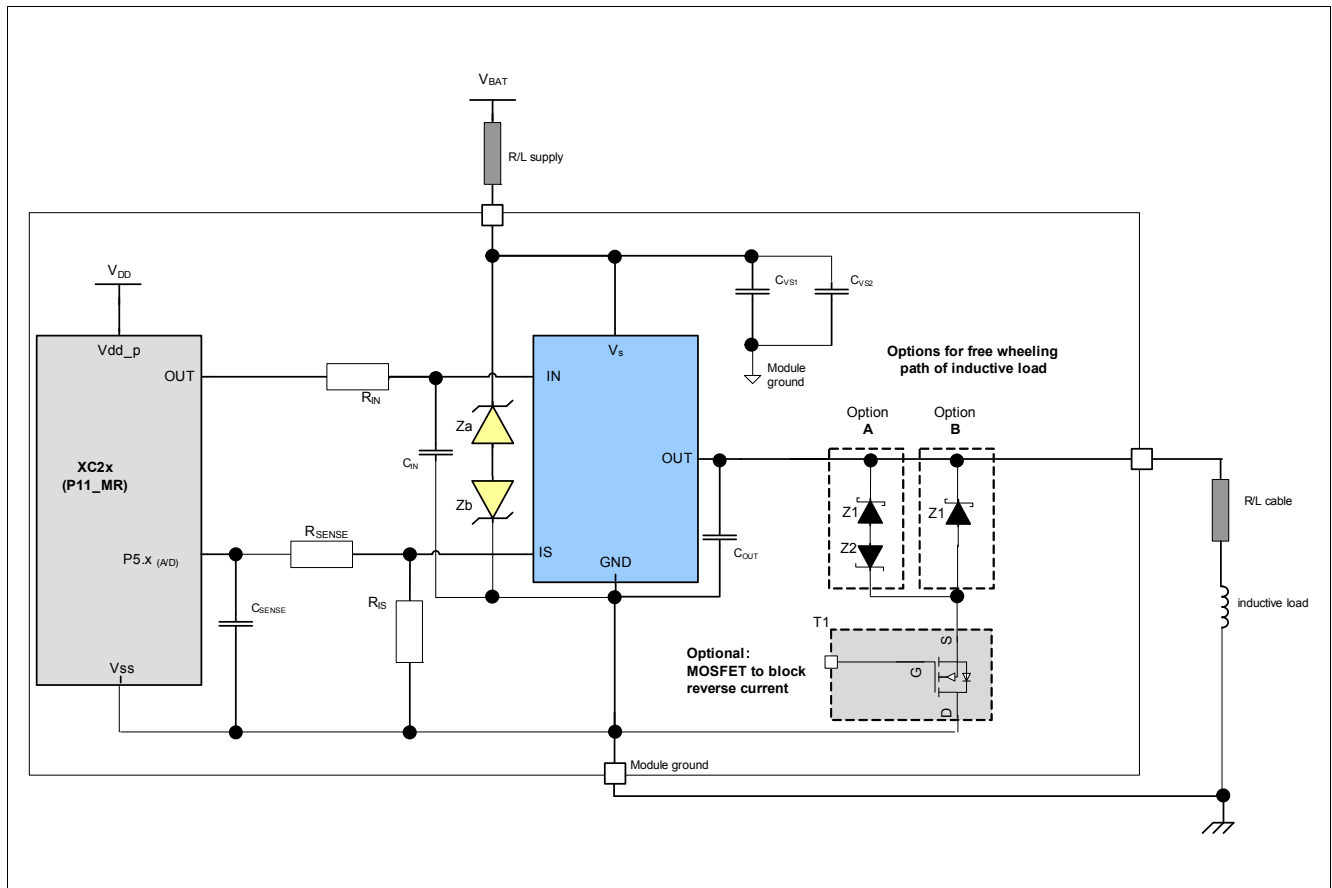 VBAT
R/L supply
VDD
CVS1
CVS2
Vdd_p
Vs
Module
ground
Options for free wheeling
path of inductive load
OUT
IN
RIN
Option
A
Option
B
Za
CIN
OUT
XC2x
(P11_MR)
Zb
Z1
Z1
R/L cable
RSENSE
COUT
Z2
P5.x (A/D)
IS
GND
CSENSE
RIS
inductive load
T1
S
Optional:
MOSFET to block
reverse current
G
Vss
D
Module ground